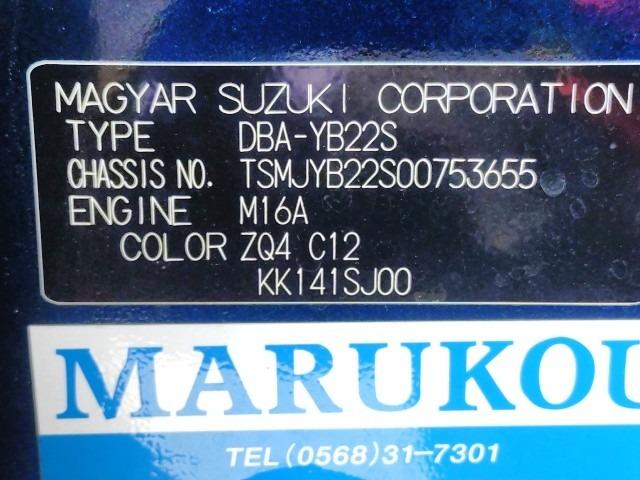 MAGYAR SUZUKI CORPORATION
TYPE DBA-YB22S
CHASSIS NO. TSMJYB22S00753655
ENGINE M16A
COLOR ZQ4 C12
KK141SJ00
MARUKOU
TEL(0568)31-7301